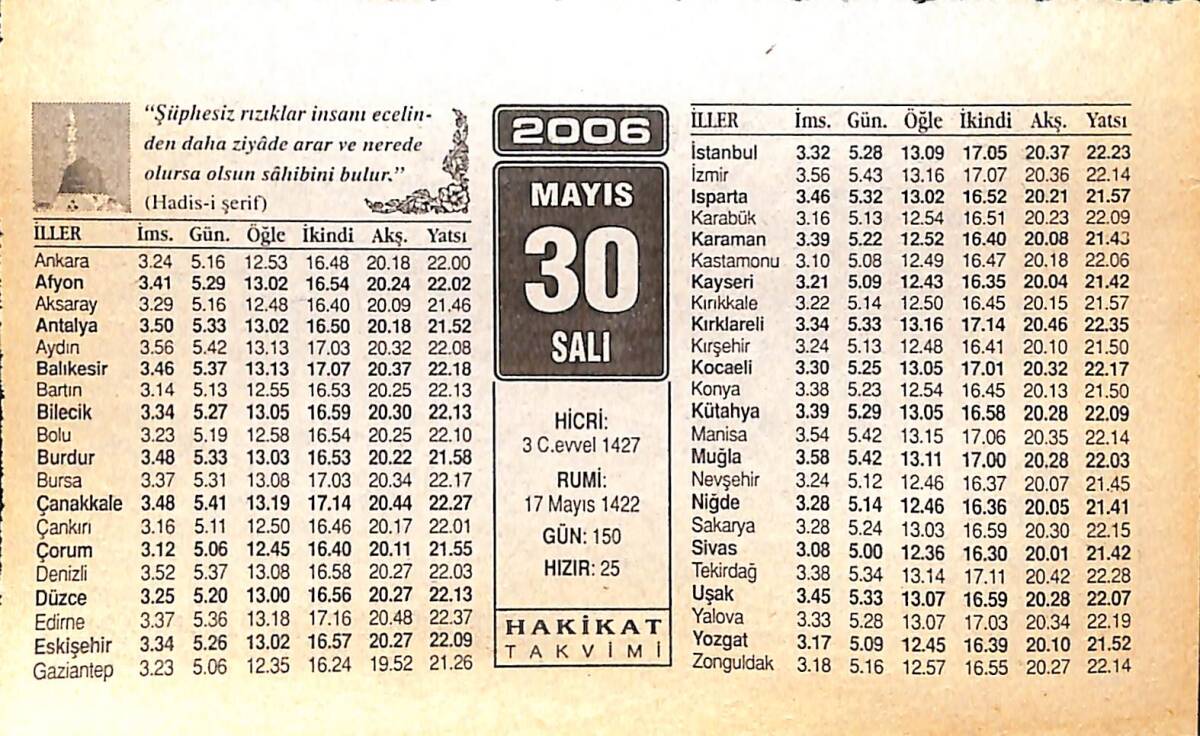 “Şüphesiz rızıklar insanı ecelin-
den daha ziyâde arar ve nerede
olursa olsun sâhibini bulur.”
(Hadis-i şerif)
İLLER İms. Gün. Öğle İkindi Akş. Yatsı
Ankara 3.24 5.16 12.53 16.48 20.18 22.00
Afyon 3.41 5.29 13.02 16.54 20.24 22.02
Aksaray 3.29 5.16 12.48 16.40 20.09 21.46
Antalya 3.50 5.33 13.02 16.50 20.18 21.52
Aydın 3.56 5.42 13.13 17.03 20.32 22.08
Balıkesir 3.46 5.37 13.13 17.07 20.37 22.18
Bartın 3.14 5.13 12.55 16.53 20.25 22.13
Bilecik 3.34 5.27 13.05 16.59 20.30 22.13
Bolu 3.23 5.19 12.58 16.54 20.25 22.10
Burdur 3.48 5.33 13.03 16.53 20.22 21.58
Bursa 3.37 5.31 13.08 17.03 20.34 22.17
Çanakkale 3.48 5.41 13.19 17.14 20.44 22.27
Çankırı 3.16 5.11 12.50 16.46 20.17 22.01
Çorum 3.12 5.06 12.45 16.40 20.11 21.55
Denizli 3.52 5.37 13.08 16.58 20.27 22.03
Düzce 3.25 5.20 13.00 16.56 20.27 22.13
Edirne 3.37 5.36 13.18 17.16 20.48 22.37
Eskişehir 3.34 5.26 13.02 16.57 20.27 22.09
Gaziantep 3.23 5.06 12.35 16.24 19.52 21.26
2006
MAYIS
30
SALI
HİCRİ:
3 C.evvel 1427
RUMİ:
17 Mayıs 1422
GÜN: 150
HIZIR: 25
HAKİKAT
TAKVİMİ
İLLER İms. Gün. Öğle İkindi Akş. Yatsı
İstanbul 3.32 5.28 13.09 17.05 20.37 22.23
İzmir 3.56 5.43 13.16 17.07 20.36 22.14
Isparta 3.46 5.32 13.02 16.52 20.21 21.57
Karabük 3.16 5.13 12.54 16.51 20.23 22.09
Karaman 3.39 5.22 12.52 16.40 20.08 21.43
Kastamonu 3.10 5.08 12.49 16.47 20.18 22.06
Kayseri 3.21 5.09 12.43 16.35 20.04 21.42
Kırıkkale 3.22 5.14 12.50 16.45 20.15 21.57
Kırklareli 3.34 5.33 13.16 17.14 20.46 22.35
Kırşehir 3.24 5.13 12.48 16.41 20.10 21.50
Kocaeli 3.30 5.25 13.05 17.01 20.32 22.17
Konya 3.38 5.23 12.54 16.45 20.13 21.50
Kütahya 3.39 5.29 13.05 16.58 20.28 22.09
Manisa 3.54 5.42 13.15 17.06 20.35 22.14
Muğla 3.58 5.42 13.11 17.00 20.28 22.03
Nevşehir 3.24 5.12 12.46 16.37 20.07 21.45
Niğde 3.28 5.14 12.46 16.36 20.05 21.41
Sakarya 3.28 5.24 13.03 16.59 20.30 22.15
Sivas 3.08 5.00 12.36 16.30 20.01 21.42
Tekirdağ 3.38 5.34 13.14 17.11 20.42 22.28
Uşak 3.45 5.33 13.07 16.59 20.28 22.07
Yalova 3.33 5.28 13.07 17.03 20.34 22.19
Yozgat 3.17 5.09 12.45 16.39 20.10 21.52
Zonguldak 3.18 5.16 12.57 16.55 20.27 22.14